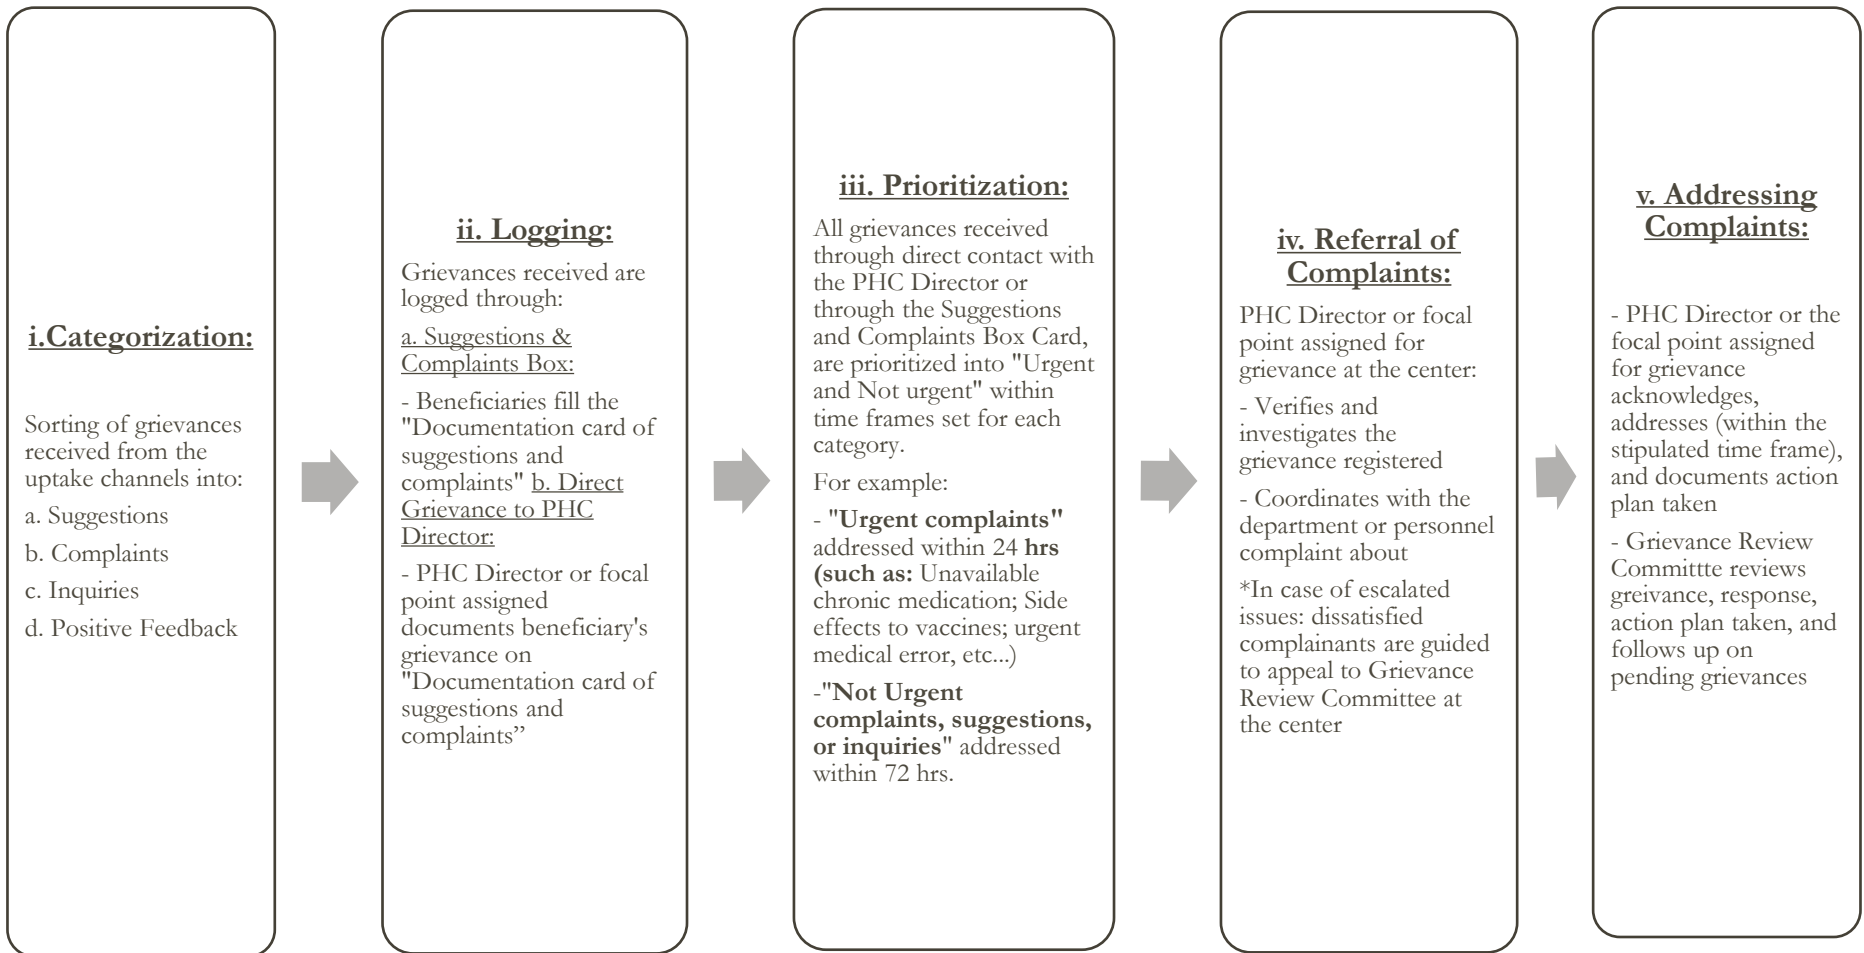 i.Categorization:
Sorting of grievances
received from the
uptake channels into:
a. Suggestions
b. Complaints
c. Inquiries
d. Positive Feedback
ii. Logging:
Grievances received are
logged through:
a. Suggestions &
Complaints Box:
- Beneficiaries fill the
"Documentation card of
suggestions and
complaints" b. Direct
Grievance to PHC
Director:
- PHC Director or focal
point assigned
documents beneficiary's
grievance on
"Documentation card of
suggestions and
complaints”
iii. Prioritization:
All grievances received
through direct contact with
the PHC Director or
through the Suggestions
and Complaints Box Card,
are prioritized into "Urgent
and Not urgent" within
time frames set for each
category.
For example:
- "Urgent complaints"
addressed within 24 hrs
(such as: Unavailable
chronic medication; Side
effects to vaccines; urgent
medical error, etc...)
-"Not Urgent
complaints, suggestions,
or inquiries" addressed
within 72 hrs.
iv. Referral of
Complaints:
PHC Director or focal
point assigned for
grievance at the center:
- Verifies and
investigates the
grievance registered
- Coordinates with the
department or personnel
complaint about
*In case of escalated
issues: dissatisfied
complainants are guided
to appeal to Grievance
Review Committee at
the center
v. Addressing
Complaints:
- PHC Director or the
focal point assigned
for grievance
acknowledges,
addresses (within the
stipulated time frame),
and documents action
plan taken
- Grievance Review
Committte reviews
greivance, response,
action plan taken, and
follows up on
pending grievances